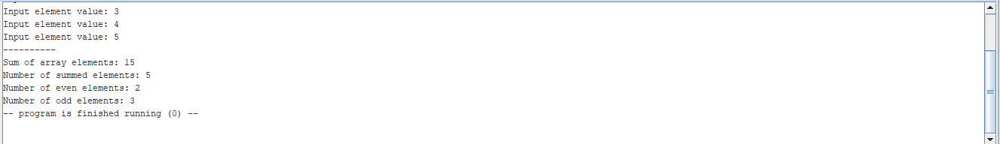 Input element value: 3
Input element value: 4
Input element value: 5
----------
Sum of array elements: 15
Number of summed elements: 5
Number of even elements: 2
Number of odd elements: 3
-- program is finished running (0) --